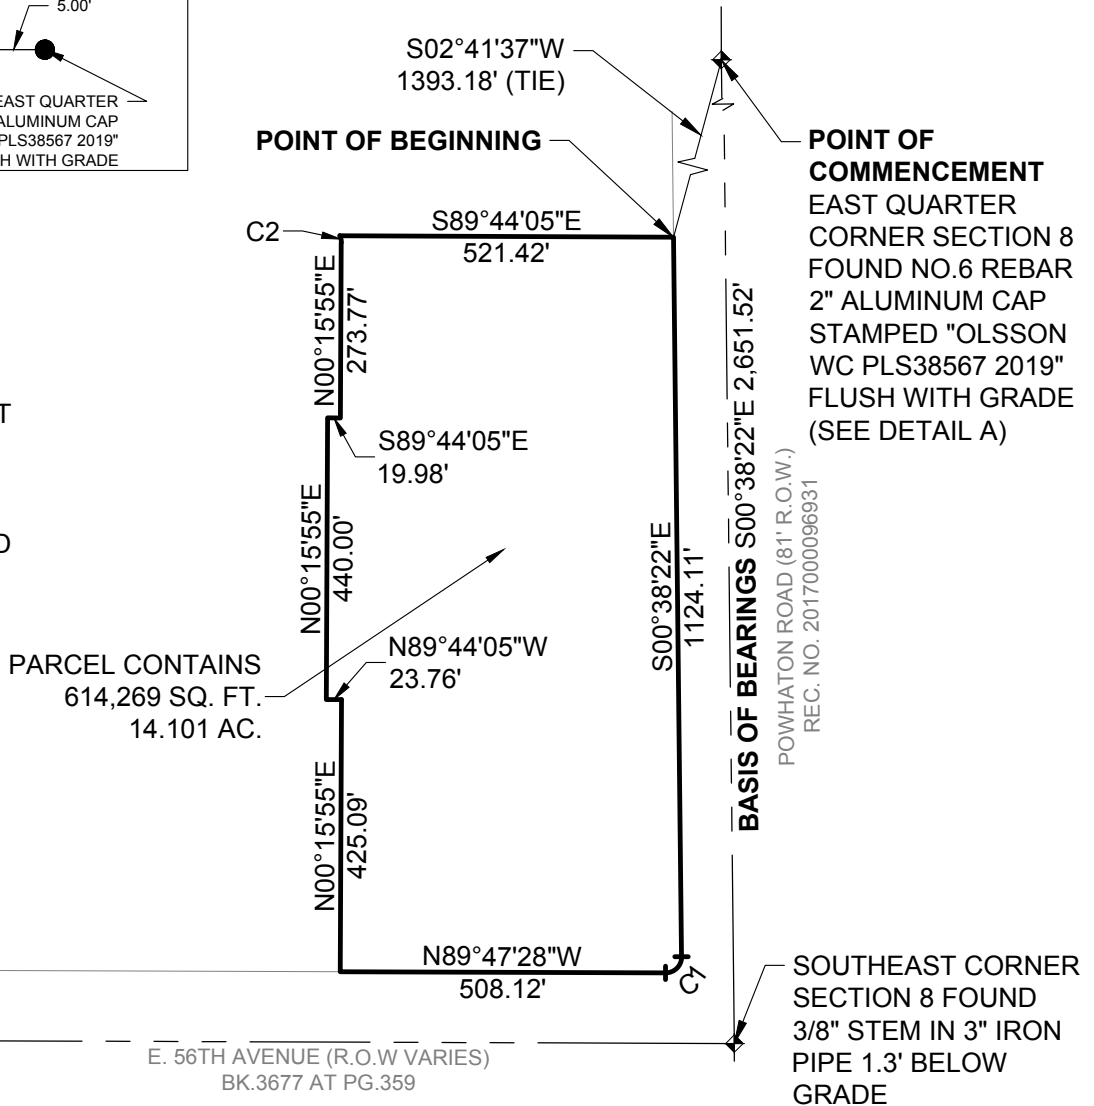 5.00'
EAST QUARTER
ALUMINUM CAP
PLS38567 2019"
H WITH GRADE
S02°41'37"W
1393.18' (TIE)
POINT OF BEGINNING
POINT OF
COMMENCEMENT
EAST QUARTER
CORNER SECTION 8
FOUND NO.6 REBAR
2" ALUMINUM CAP
STAMPED "OLSSON
WC PLS38567 2019"
FLUSH WITH GRADE
(SEE DETAIL A)
C2
S89°44'05"E
521.42'
N00°15'55"E
273.77'
T
S89°44'05"E
19.98'
N00°15'55"E
440.00'
D
S00°38'22"E
1124.11'
BASIS OF BEARINGS S00°38'22"E 2,651.52'
POWHATON ROAD (81' R.O.W.)
REC. NO. 2017000096931
N89°44'05"W
23.76'
PARCEL CONTAINS
614,269 SQ. FT.
14.101 AC.
N00°15'55"E
425.09'
N89°47'28"W
508.12'
SOUTHEAST CORNER
SECTION 8 FOUND
3/8" STEM IN 3" IRON
PIPE 1.3' BELOW
GRADE
E. 56TH AVENUE (R.O.W VARIES)
BK.3677 AT PG.359